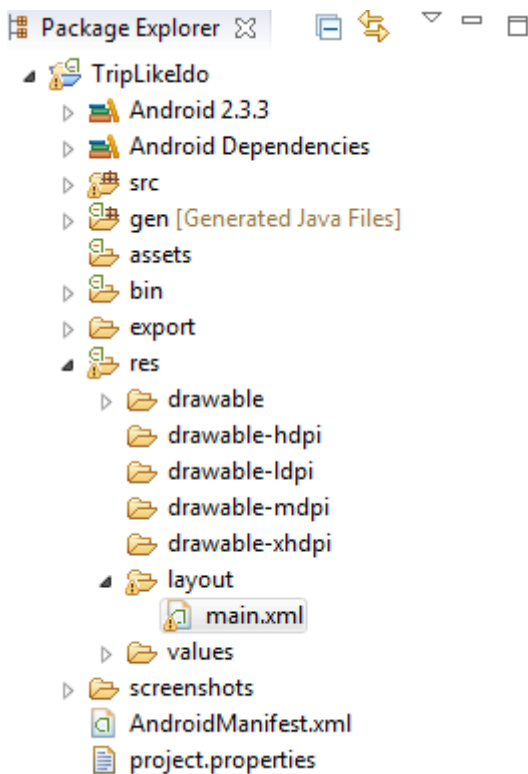 Package Explorer
TripLikeIdo
Android 2.3.3
Android Dependencies
src
gen [Generated Java Files]
assets
bin
export
res
drawable
drawable-hdpi
drawable-ldpi
drawable-mdpi
drawable-xhdpi
layout
main.xml
values
screenshots
AndroidManifest.xml
project.properties